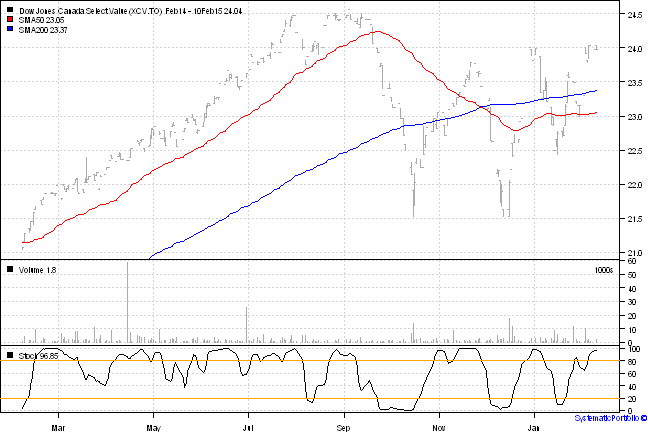 Dow Jones Canada Select Value (XCV.TO) Feb14 - 10Feb15 24.04
SMA50 23.05
SMA200 23.37
24.5
24.0
23.5
23.0
22.5
22.0
21.5
21.0
Volume 1.8
1000s
60
50
40
30
20
10
0
Stoch 96.85
100
80
60
40
20
0
Mar May Jul Sep Nov Jan
SystematicPortfolio ©